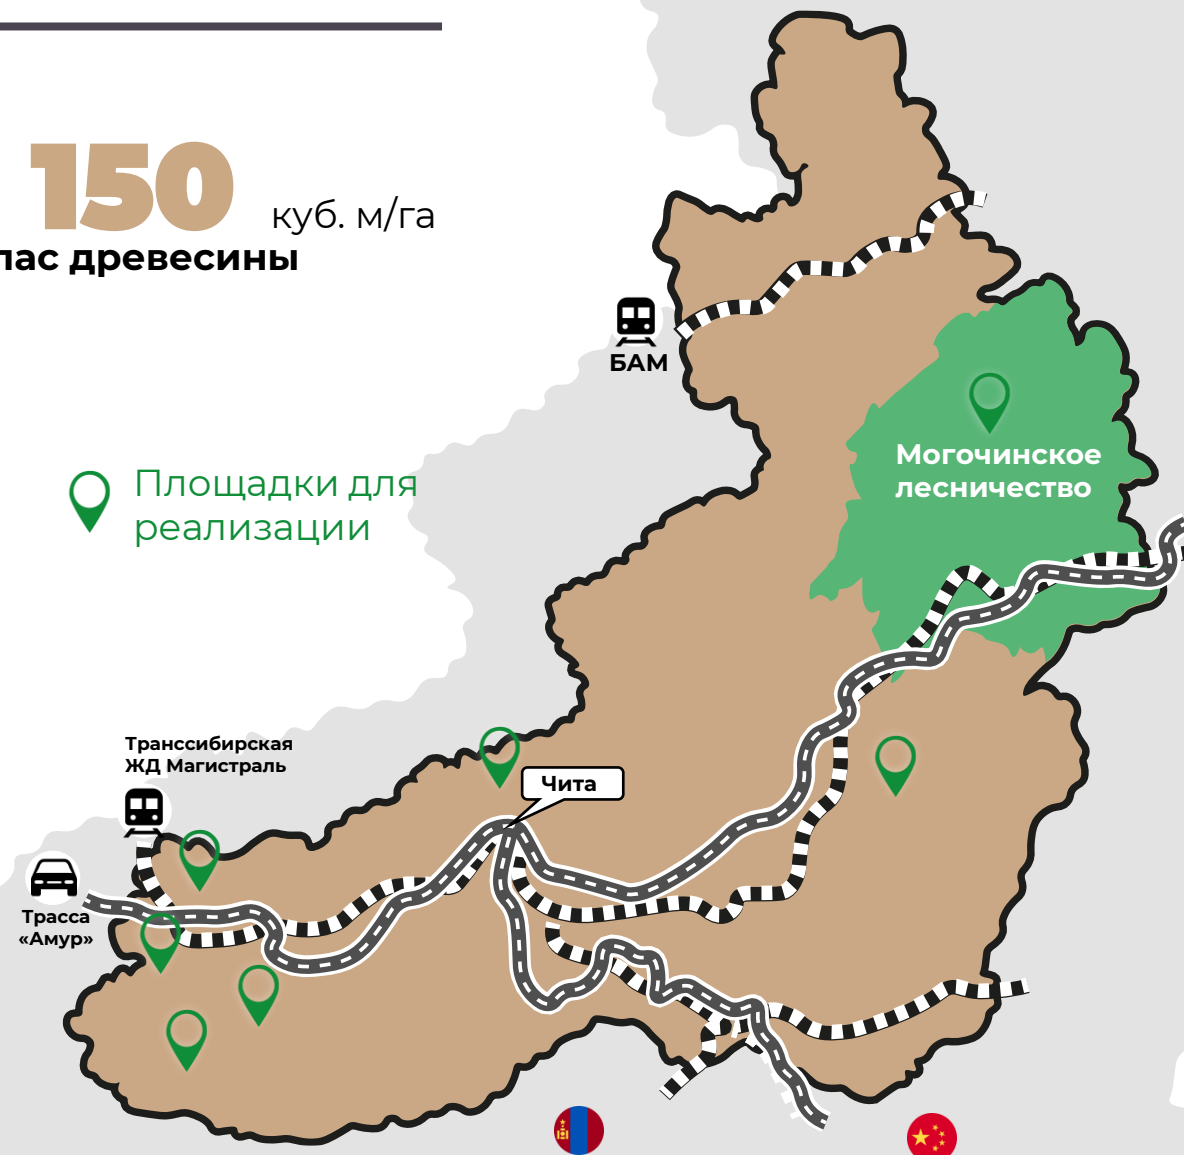 150 куб. м/га
пас древесины
БАМ
Могочинское
лесничество
Площадки для
реализации
Транссибирская
ЖД Магистраль
Чита
Трасса
«Амур»